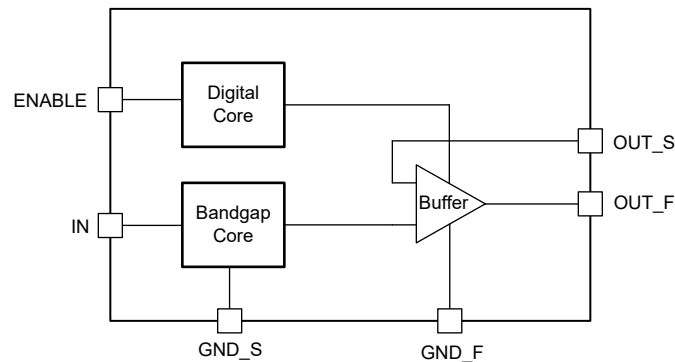 ENABLE
Digital
Core
OUT_S
IN
Bandgap
Core
Buffer
OUT_F
GND_S
GND_F